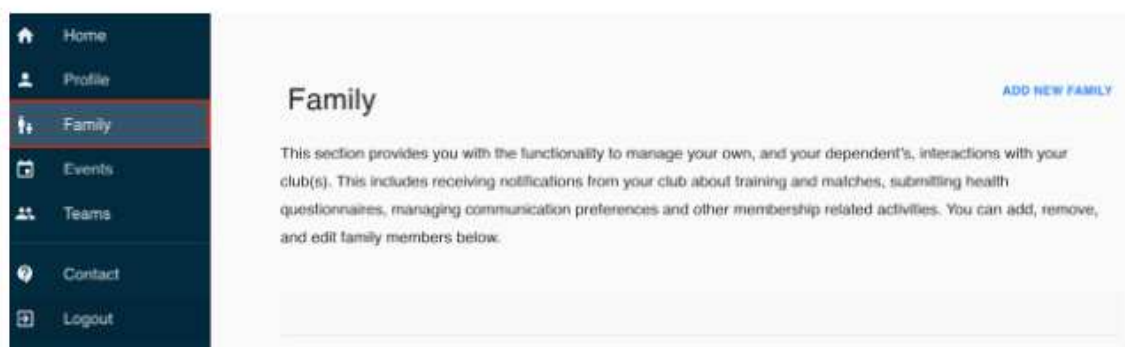 Home
Profile
Family
Events
Teams
Contact
Logout
Family
ADD NEW FAMILY
This section provides you with the functionality to manage your own, and your dependent's, interactions with your
club(s). This includes receiving notifications from your club about training and matches, submitting health
questionnaires, managing communication preferences and other membership related activities. You can add, remove,
and edit family members below.